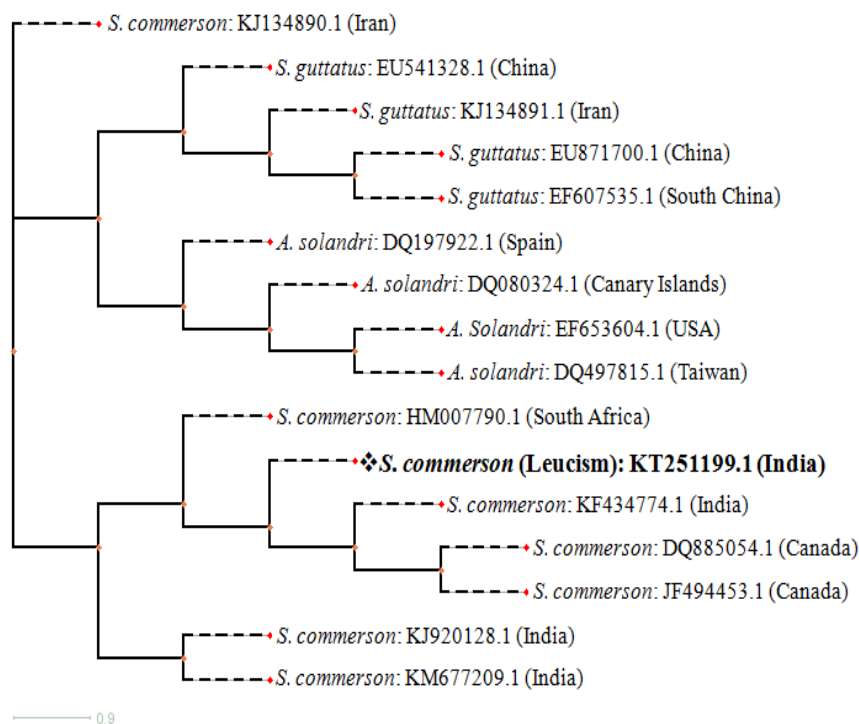 S. commerson: KJ134890.1 (Iran)
S. guttatus: EU541328.1 (China)
S. guttatus: KJ134891.1 (Iran)
S. guttatus: EU871700.1 (China)
S. guttatus: EF607535.1 (South China)
A. solandri: DQ197922.1 (Spain)
A. solandri: DQ080324.1 (Canary Islands)
A. Solandri: EF653604.1 (USA)
A. solandri: DQ497815.1 (Taiwan)
S. commerson: HM007790.1 (South Africa)
❖S. commerson (Leucism): KT251199.1 (India)
S. commerson: KF434774.1 (India)
S. commerson: DQ885054.1 (Canada)
S. commerson: JF494453.1 (Canada)
S. commerson: KJ920128.1 (India)
S. commerson: KM677209.1 (India)
0.9